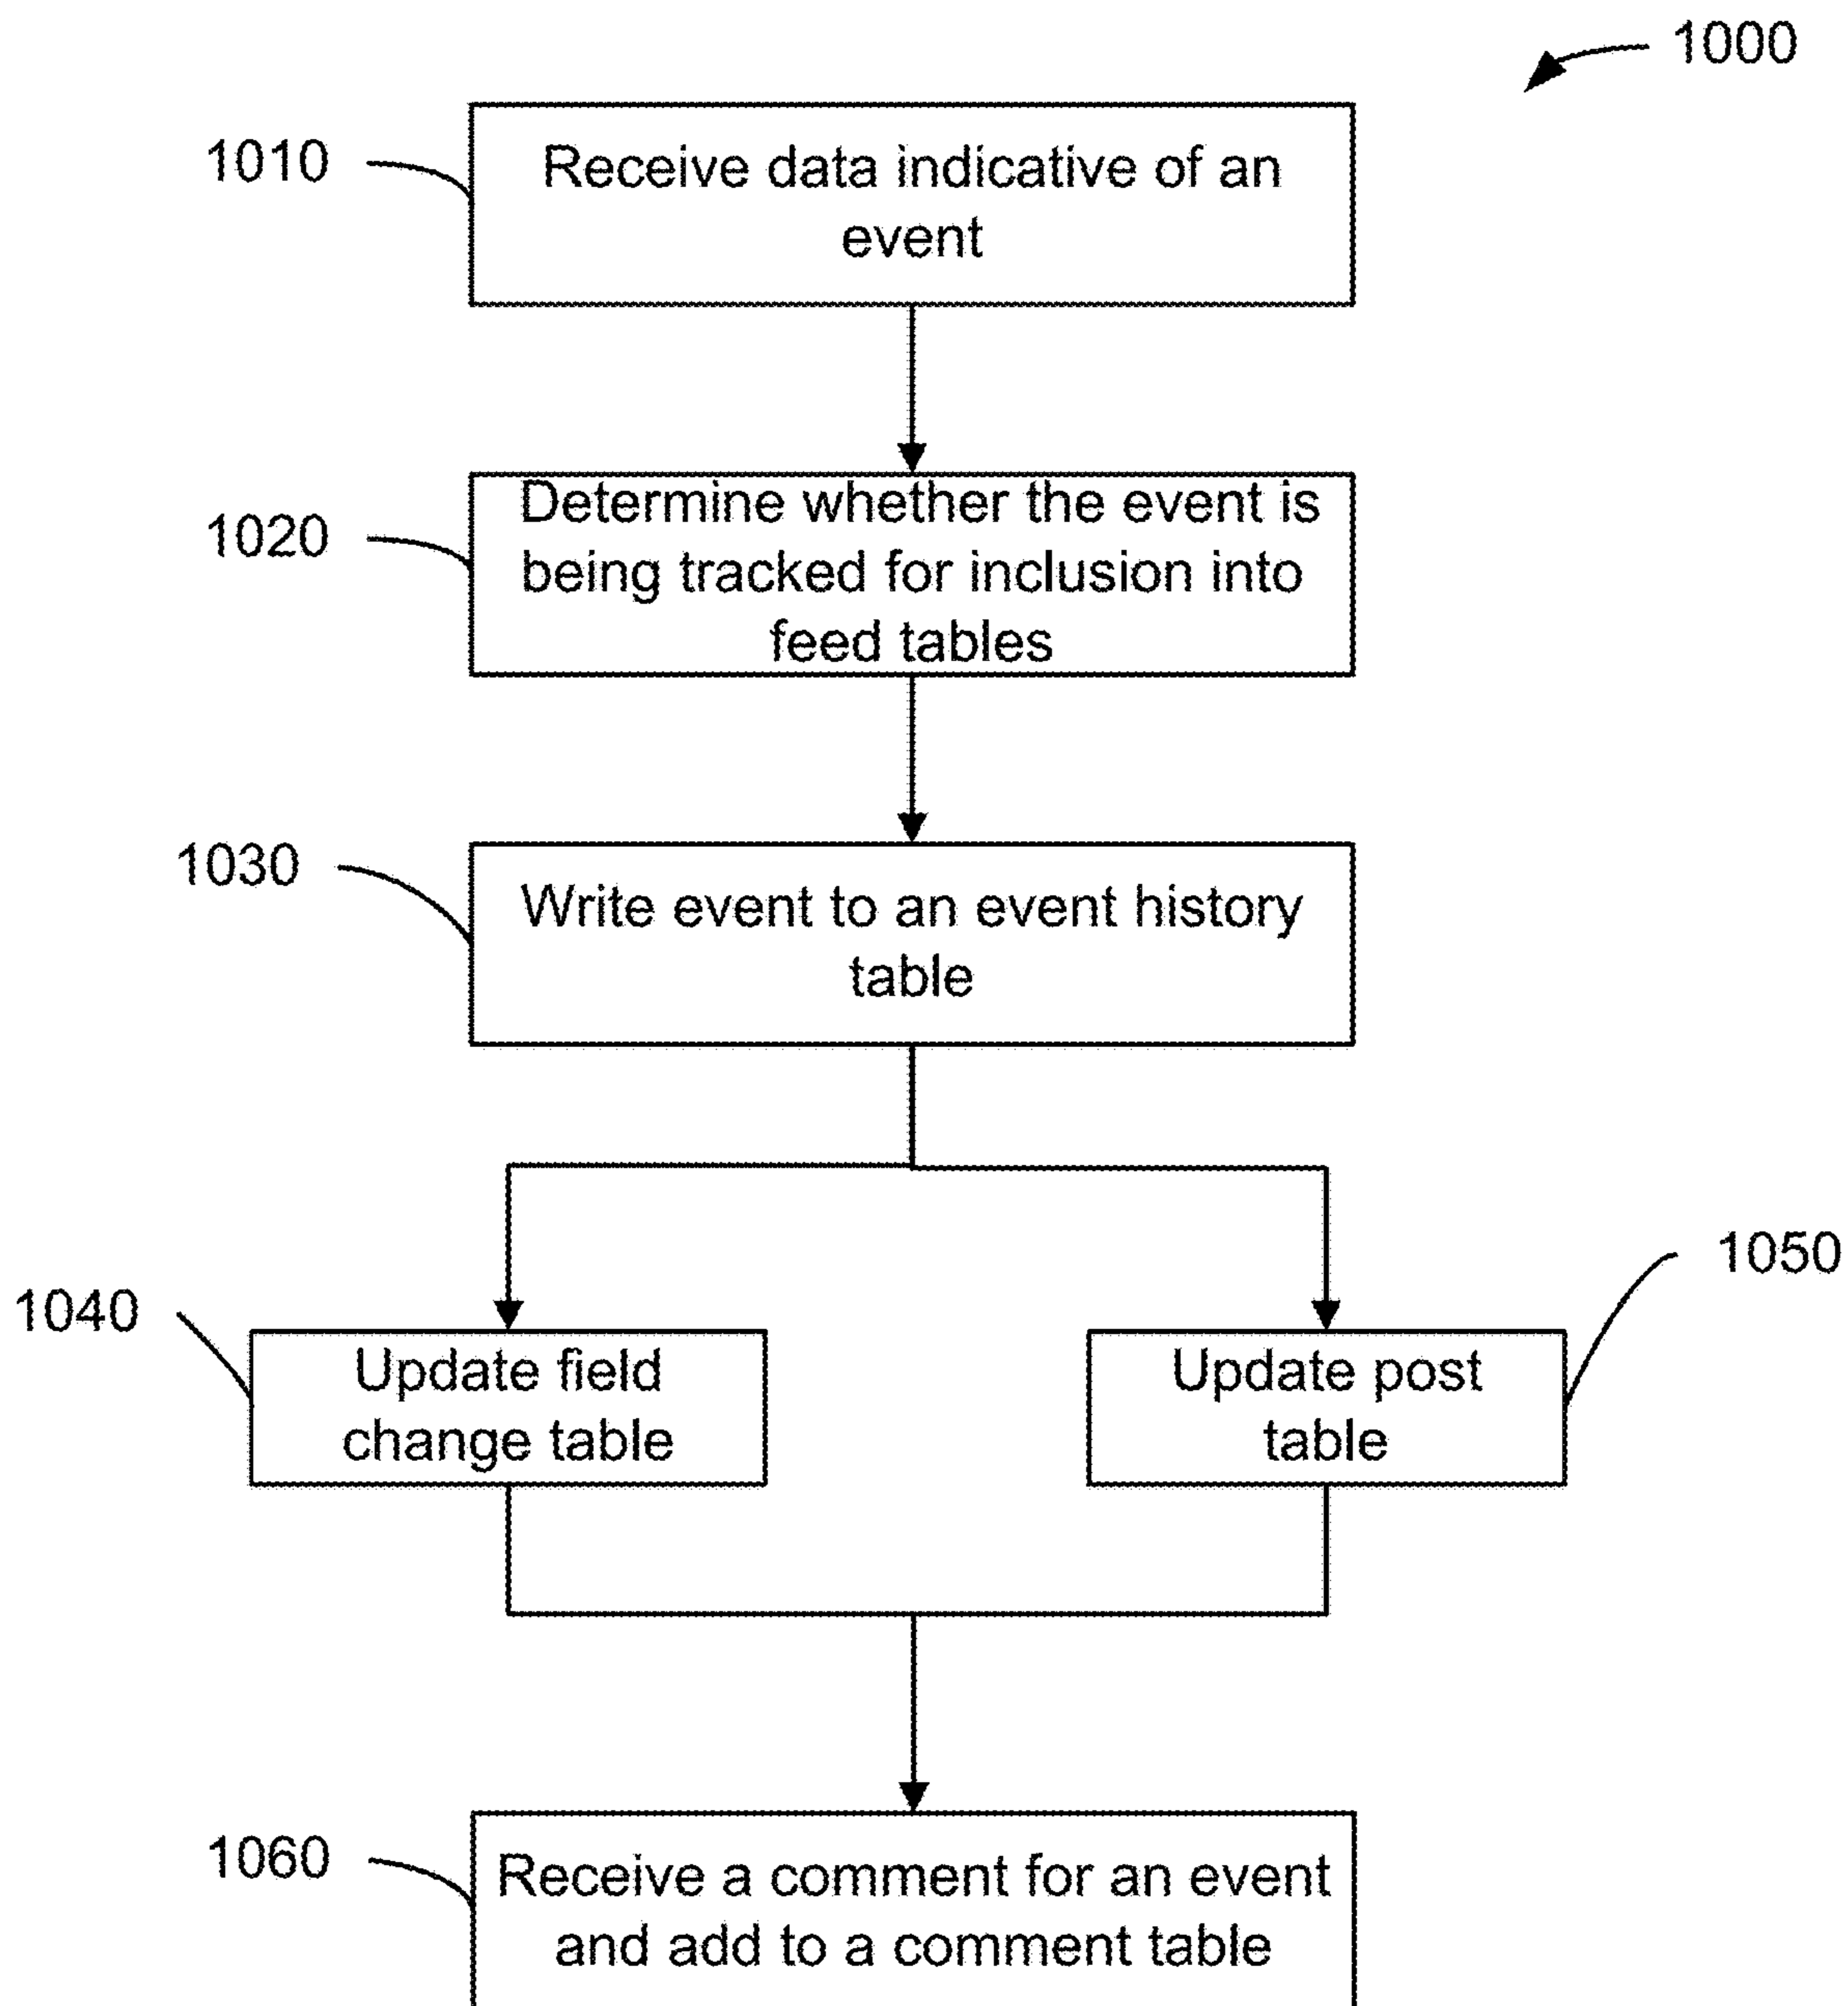 1000
1010
Receive data indicative of an
event
1020
Determine whether the event is
being tracked for inclusion into
feed tables
1030
Write event to an event history
table
1040
Update field
change table
1050
Update post
table
1060
Receive a comment for an event
and add to a comment table